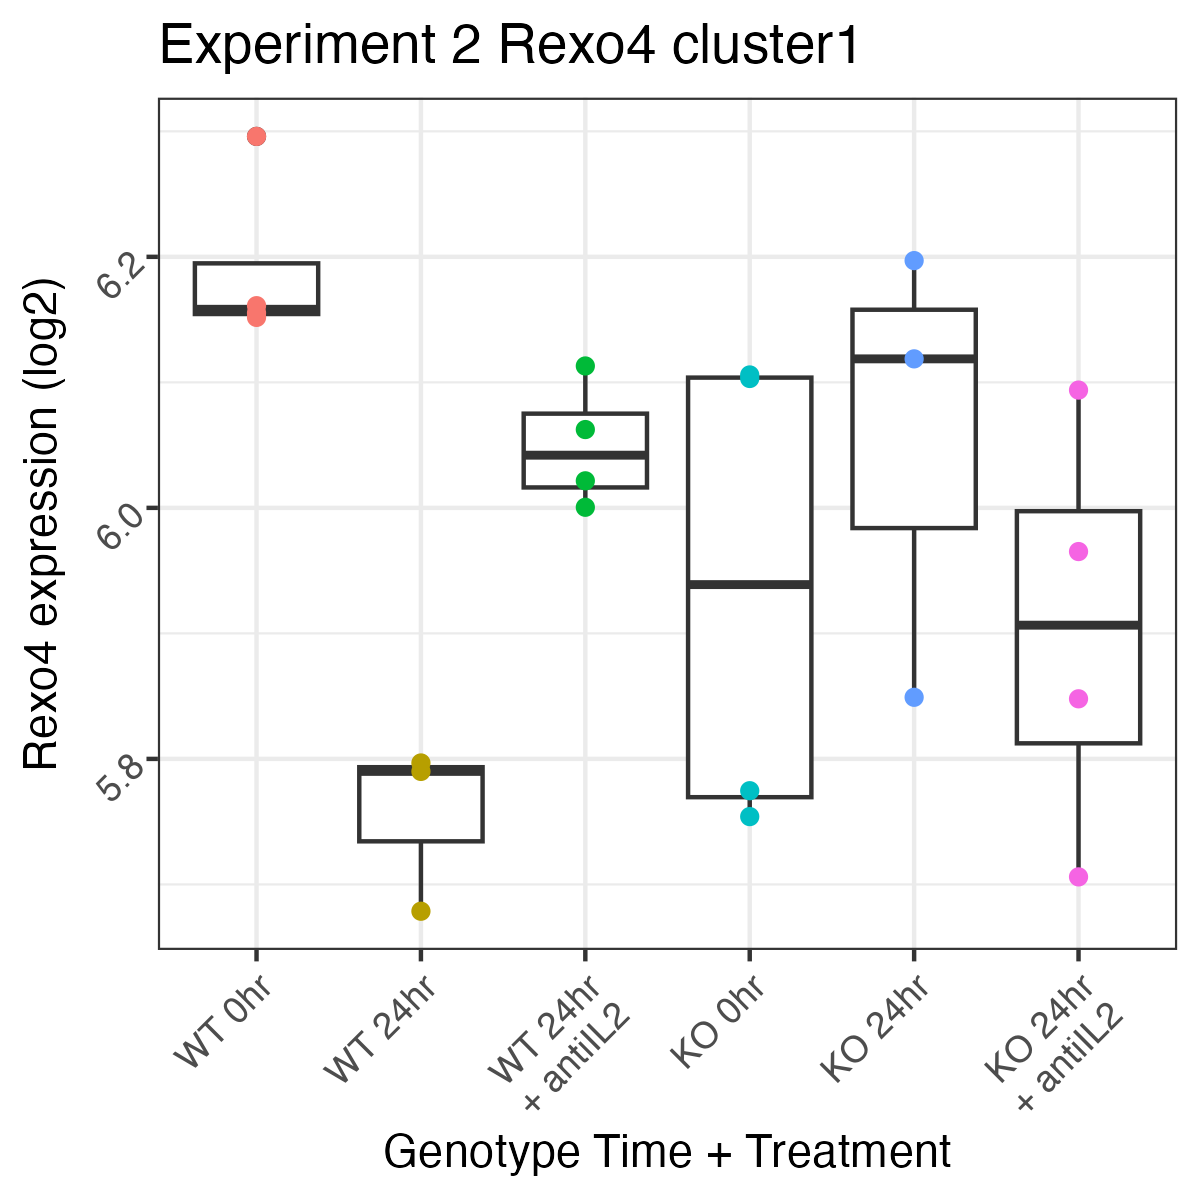 Experiment 2 Rexo4 cluster1
Rexo4 expression (log2)
6.2
6.0
5.8
WT 0hr
WT 24hr
WT 24hr
+ antiIL2
KO 0hr
KO 24hr
KO 24hr
+ antiIL2
Genotype Time + Treatment